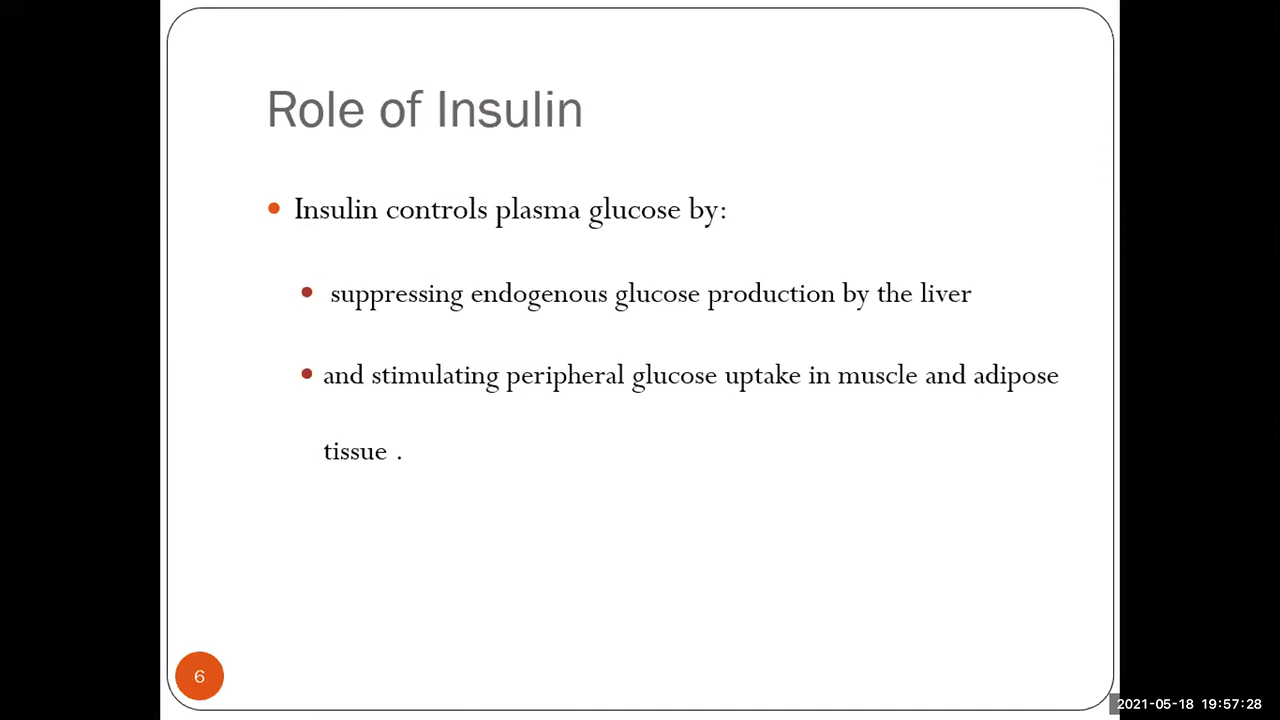 Role of Insulin
Insulin controls plasma glucose by:
suppressing endogenous glucose production by the liver
and stimulating peripheral glucose uptake in muscle and adipose
tissue .
6
2021-05-18 19:57:28